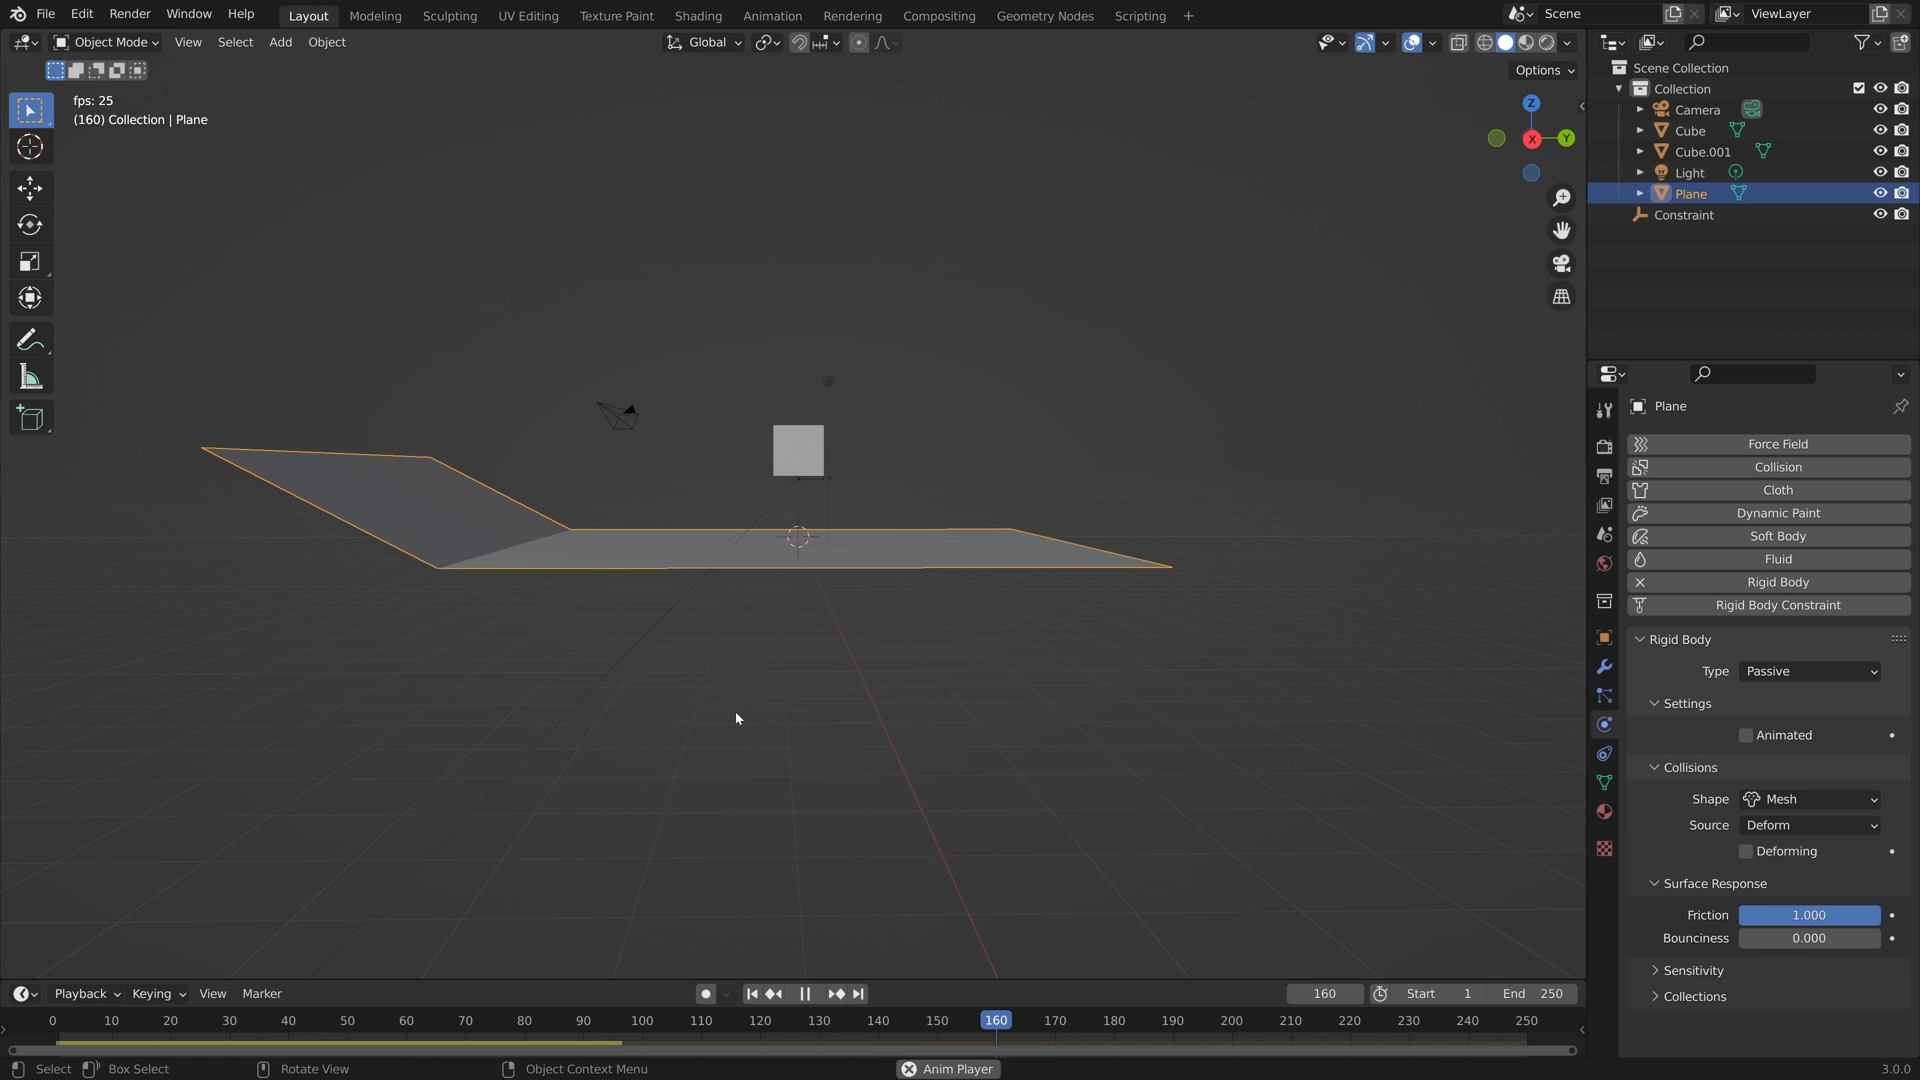 File Edit Render Window Help
Layout Modeling Sculpting UV Editing Texture Paint Shading Animation Rendering Compositing Geometry Nodes Scripting +
Scene
ViewLayer
Object Mode View Select Add Object
Global
Options
fps: 25
(160) Collection | Plane
Z
X
Y
Scene Collection
Collection
Camera
Cube
Cube.001
Light
Plane
Constraint
Plane
Force Field
Collision
Cloth
Dynamic Paint
Soft Body
Fluid
Rigid Body
Rigid Body Constraint
Rigid Body
Type Passive
Settings
Animated
Collisions
Shape Mesh
Source Deform
Deforming
Surface Response
Friction 1.000
Bounciness 0.000
Sensitivity
Collections
Playback Keying View Marker
160
Start 1
End 250
0 10 20 30 40 50 60 70 80 90 100 110 120 130 140 150 160 170 180 190 200 210 220 230 240 250
Select Box Select Rotate View Object Context Menu Anim Player 3.0.0